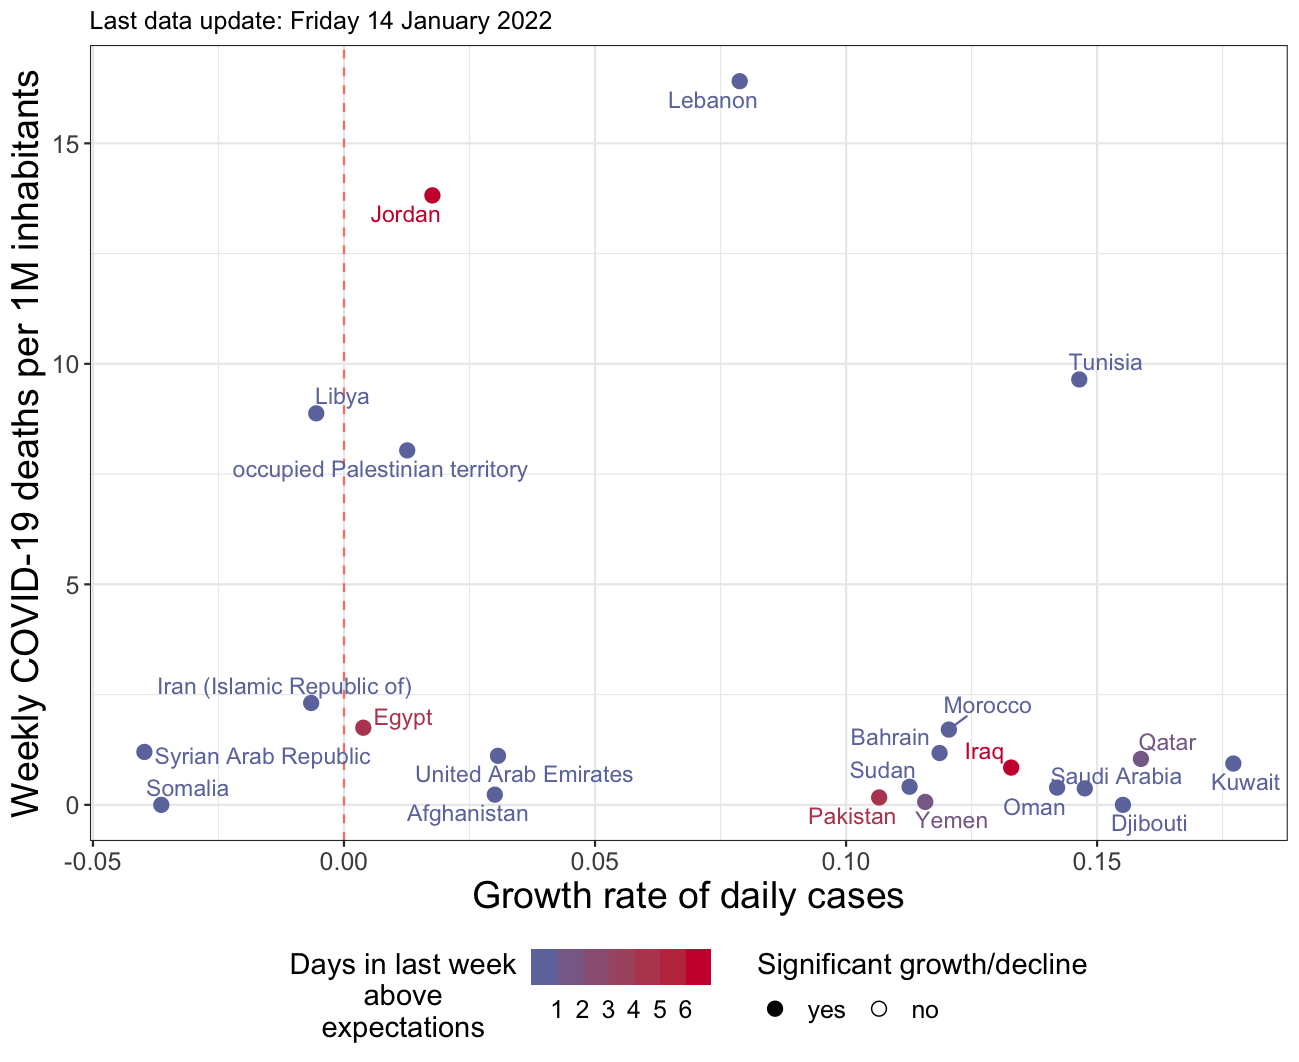 Last data update: Friday 14 January 2022
Weekly COVID-19 deaths per 1M inhabitants
15
10
5
0
Lebanon
Jordan
Tunisia
Libya
occupied Palestinian territory
Iran (Islamic Republic of)
Egypt
Morocco
Bahrain
Iraq
Qatar
Syrian Arab Republic
United Arab Emirates
Sudan
Saudi Arabia
Kuwait
Somalia
Afghanistan
Pakistan
Yemen
Oman
Djibouti
-0.05
0.00
0.05
0.10
0.15
Growth rate of daily cases
Days in last week
above
expectations
1 2 3 4 5 6
Significant growth/decline
yes no